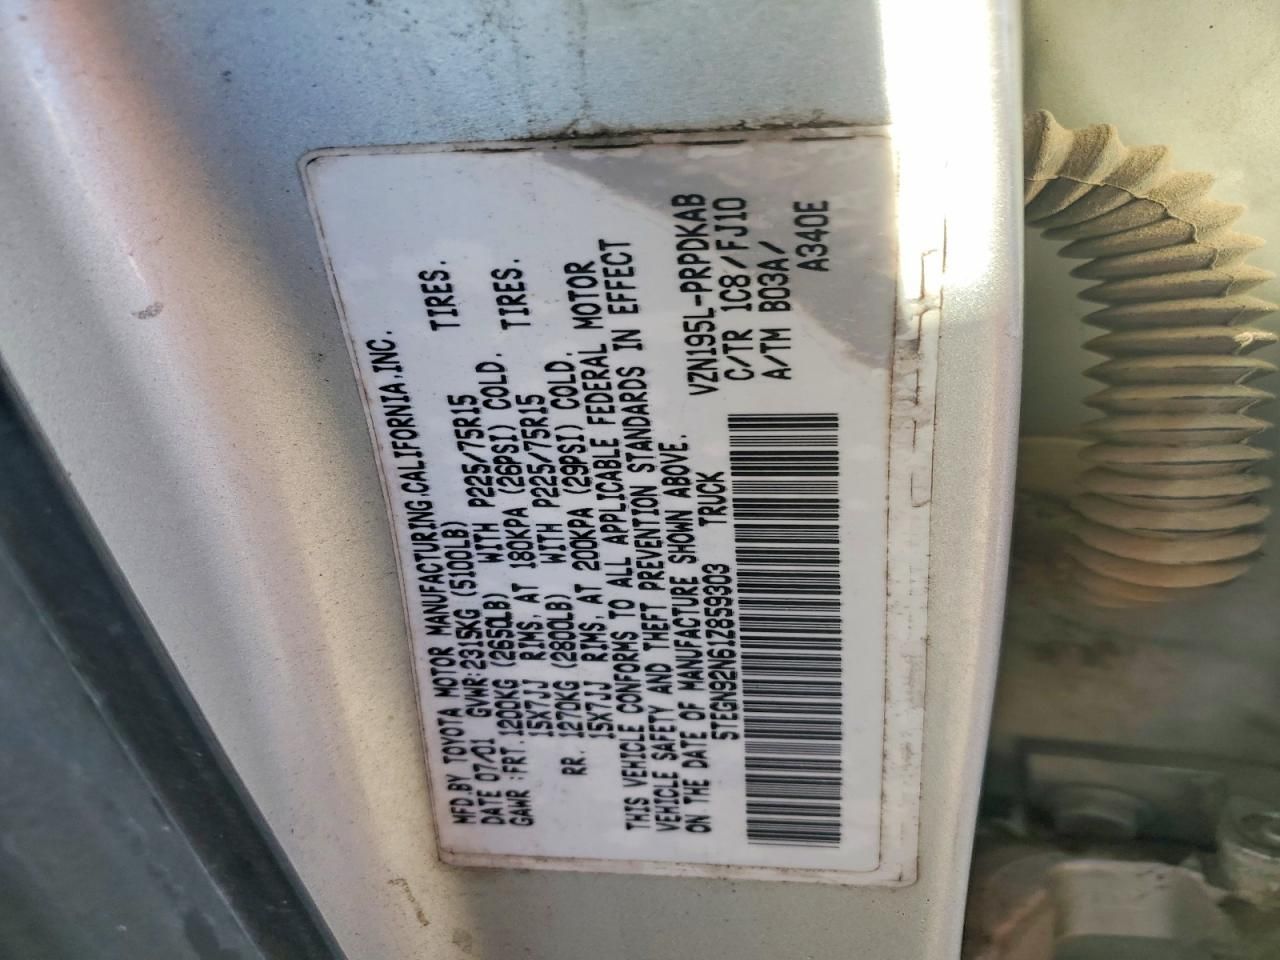 MFD.BY TOYOTA MOTOR MANUFACTURING,CALIFORNIA,INC.
DATE 07/01 GVWR:2315KG (5100LB)
GAWR :FRT.1200KG (2650LB) WITH P225/75R15 TIRES.
15X7JJ RIMS, AT 180KPA (26PSI) COLD.
RR. 1270KG (2800LB) WITH P225/75R15 TIRES.
15X7JJ RIMS, AT 200KPA (29PSI) COLD.
THIS VEHICLE CONFORMS TO ALL APPLICABLE FEDERAL MOTOR
VEHICLE SAFETY AND THEFT PREVENTION STANDARDS IN EFFECT
ON THE DATE OF MANUFACTURE SHOWN ABOVE.
5TEGN92N61Z859303 TRUCK
VZN195L-PRPDKAB
C/TR 1C8/FJ10
A/TM B03A/
A340E